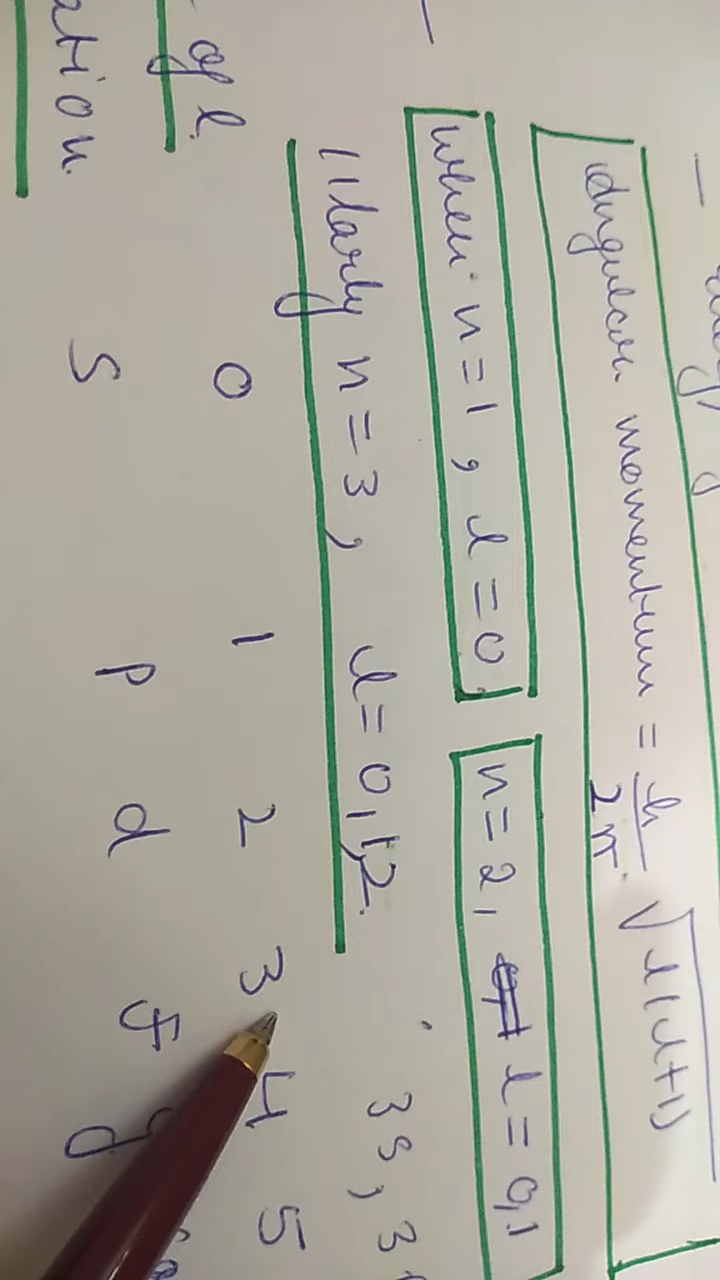 Angular momentum = h/2π √l(l+1)
when n=1, l=0 n=2, l=0,1
111larly n=3, l=0,1,2. 3s, 3
of l. 0 1 2 3 4 5
ation. s p d f g